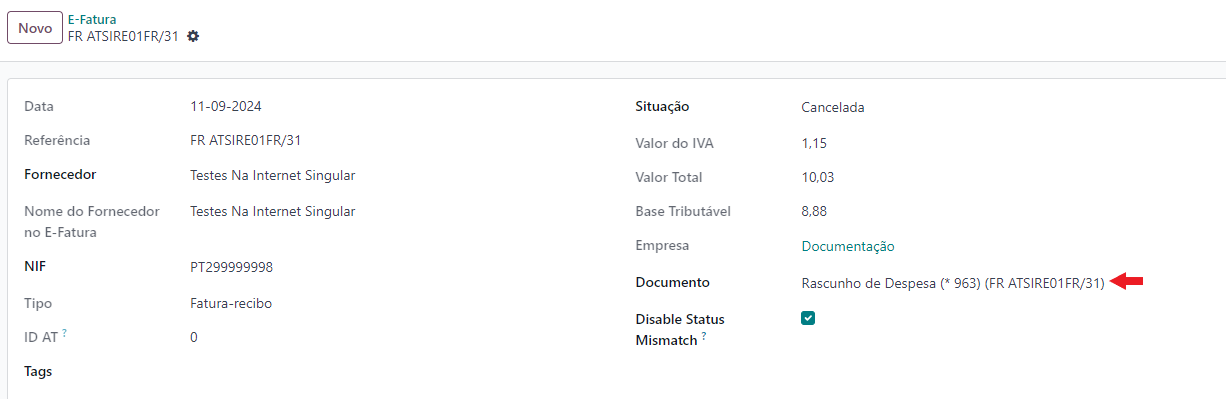 Novo
E-Fatura
FR ATSIRE01FR/31
Data 11-09-2024
Referência FR ATSIRE01FR/31
Fornecedor Testes Na Internet Singular
Nome do Fornecedor Testes Na Internet Singular
no E-Fatura
NIF PT299999998
Tipo Fatura-recibo
ID AT ? 0
Tags
Situação Cancelada
Valor do IVA 1,15
Valor Total 10,03
Base Tributável 8,88
Empresa Documentação
Documento Rascunho de Despesa (* 963) (FR ATSIRE01FR/31)
Disable Status
Mismatch ?